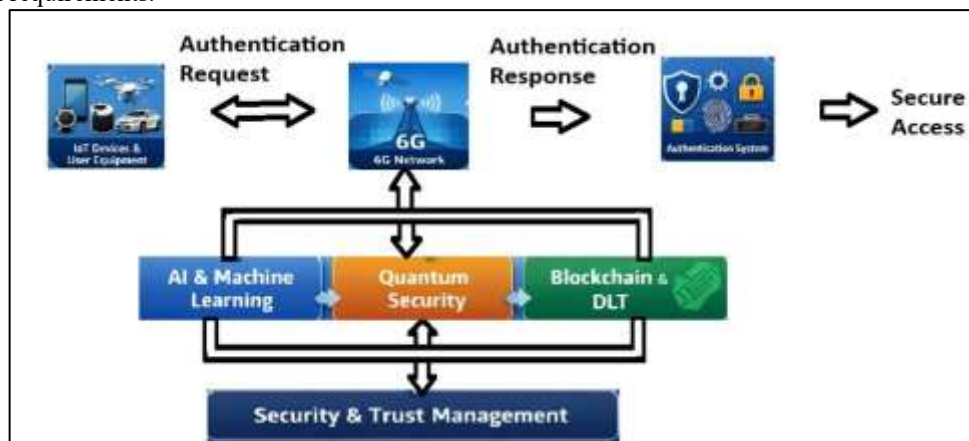 requirements.
Authentication
Request
Authentication
Response
Secure
Access
IoT Devices &
User Equipment
6G
6G Network
Authentication System
AI & Machine
Learning
Quantum
Security
Blockchain &
DLT
Security & Trust Management